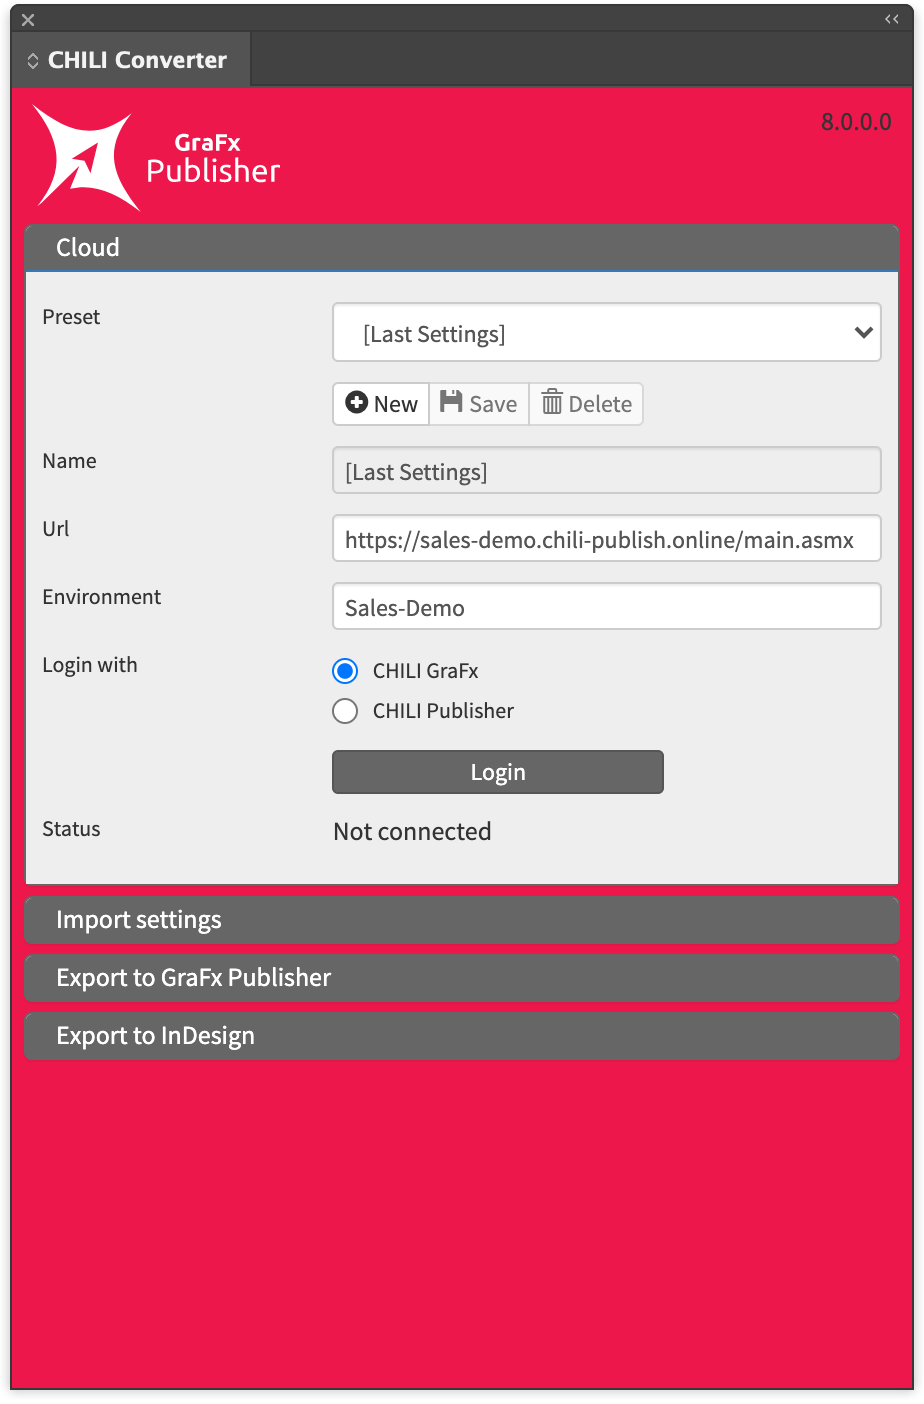 CHILI Converter
8.0.0.0
GraFx
Publisher
Cloud
Preset
[Last Settings]
New Save Delete
Name
[Last Settings]
Url
https://sales-demo.chili-publish.online/main.asmx
Environment
Sales-Demo
Login with
CHILI GraFx
CHILI Publisher
Login
Status
Not connected
Import settings
Export to GraFx Publisher
Export to InDesign